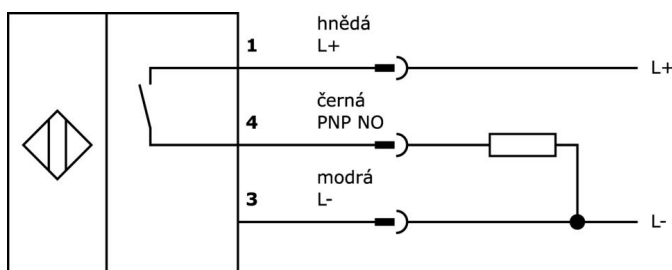 hnědá
1 L+
L+
černá
4 PNP NO
modrá
3 L-
L-